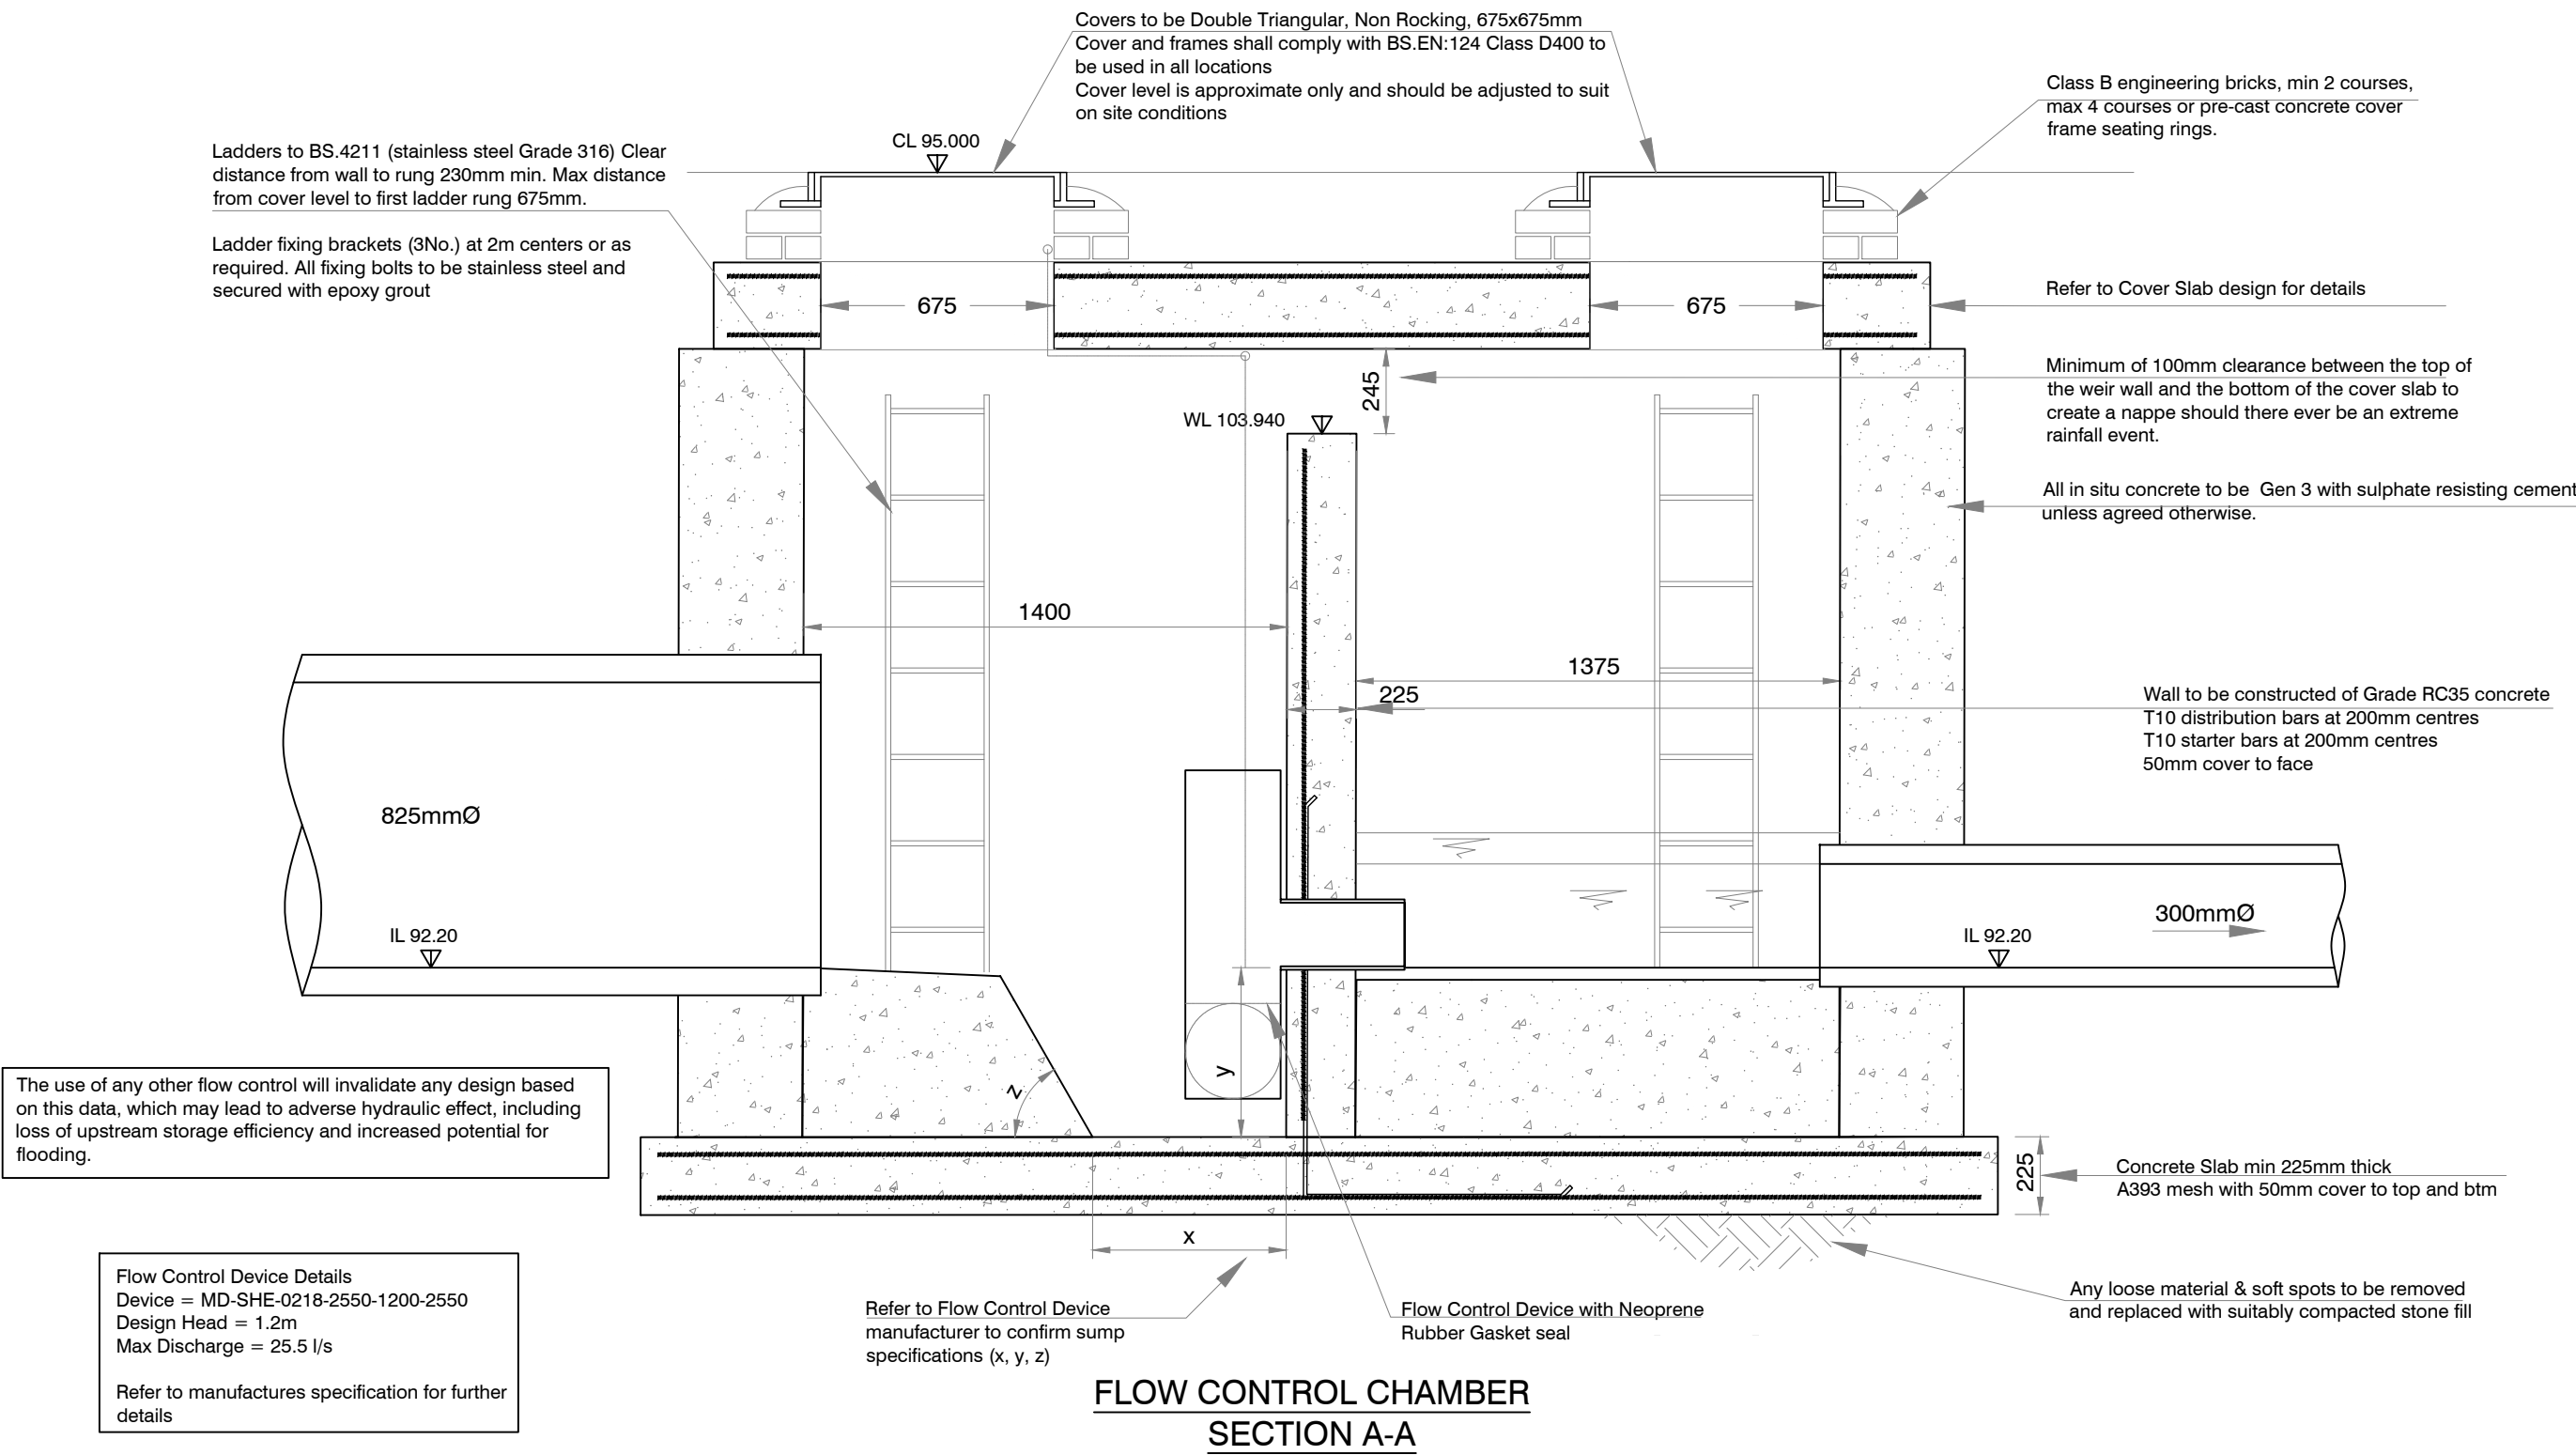 Covers to be Double Triangular, Non Rocking, 675x675mm
Cover and frames shall comply with BS.EN:124 Class D400 to
be used in all locations
Cover level is approximate only and should be adjusted to suit
on site conditions
Class B engineering bricks, min 2 courses,
max 4 courses or pre-cast concrete cover
frame seating rings.
CL 95.000
Ladders to BS.4211 (stainless steel Grade 316) Clear
distance from wall to rung 230mm min. Max distance
from cover level to first ladder rung 675mm.
Ladder fixing brackets (3No.) at 2m centers or as
required. All fixing bolts to be stainless steel and
secured with epoxy grout
675
675
Refer to Cover Slab design for details
245
Minimum of 100mm clearance between the top of
the weir wall and the bottom of the cover slab to
create a nappe should there ever be an extreme
rainfall event.
WL 103.940
All in situ concrete to be  Gen 3 with sulphate resisting cement
unless agreed otherwise.
1400
1375
225
Wall to be constructed of Grade RC35 concrete
T10 distribution bars at 200mm centres
T10 starter bars at 200mm centres
50mm cover to face
825mmØ
IL 92.20
300mmØ
IL 92.20
y
z
The use of any other flow control will invalidate any design based
on this data, which may lead to adverse hydraulic effect, including
loss of upstream storage efficiency and increased potential for
flooding.
225
Concrete Slab min 225mm thick
A393 mesh with 50mm cover to top and btm
x
Flow Control Device Details
Device = MD-SHE-0218-2550-1200-2550
Design Head = 1.2m
Max Discharge = 25.5 l/s
Refer to manufactures specification for further
details
Refer to Flow Control Device
manufacturer to confirm sump
specifications (x, y, z)
Flow Control Device with Neoprene
Rubber Gasket seal
Any loose material & soft spots to be removed
and replaced with suitably compacted stone fill
FLOW CONTROL CHAMBER
SECTION A-A